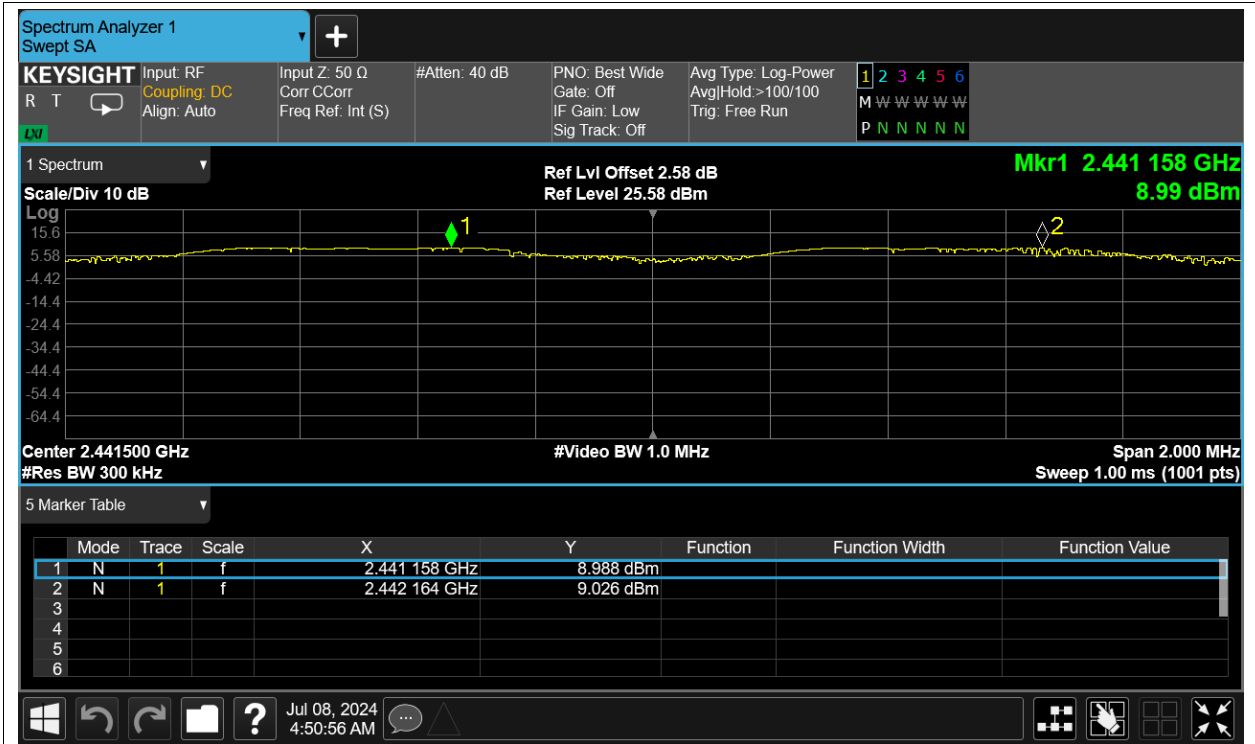 Spectrum Analyzer 1
Swept SA
+
KEYSIGHT Input: RF Input Z: 50 Ω #Atten: 40 dB PNO: Best Wide Avg Type: Log-Power 1 2 3 4 5 6
R T Coupling: DC Corr CCorr Gate: Off Avg|Hold:>100/100 M W W W W W
Align: Auto Freq Ref: Int (S) IF Gain: Low Trig: Free Run P N N N N N
LXI Sig Track: Off
1 Spectrum Ref Lvl Offset 2.58 dB Mkr1 2.441 158 GHz
Scale/Div 10 dB Ref Level 25.58 dBm 8.99 dBm
Log
15.6
5.58
-4.42
-14.4
-24.4
-34.4
-44.4
-54.4
-64.4
1
2
Center 2.441500 GHz #Video BW 1.0 MHz Span 2.000 MHz
#Res BW 300 kHz Sweep 1.00 ms (1001 pts)
5 Marker Table
Mode Trace Scale X Y Function Function Width Function Value
1 N 1 f 2.441 158 GHz 8.988 dBm
2 N 1 f 2.442 164 GHz 9.026 dBm
3
4
5
6
? Jul 08, 2024
4:50:56 AM